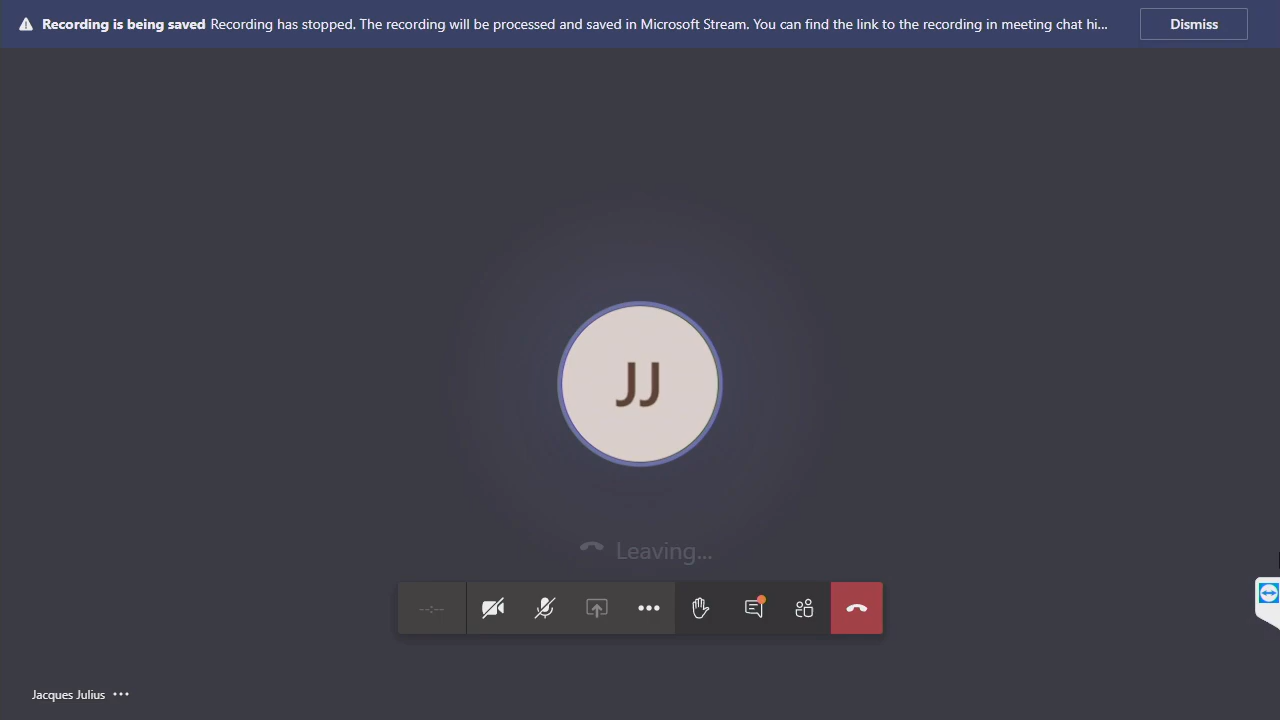 Recording is being saved Recording has stopped. The recording will be processed and saved in Microsoft Stream. You can find the link to the recording in meeting chat hi...
Dismiss
JJ
Leaving...
--:--
Jacques Julius